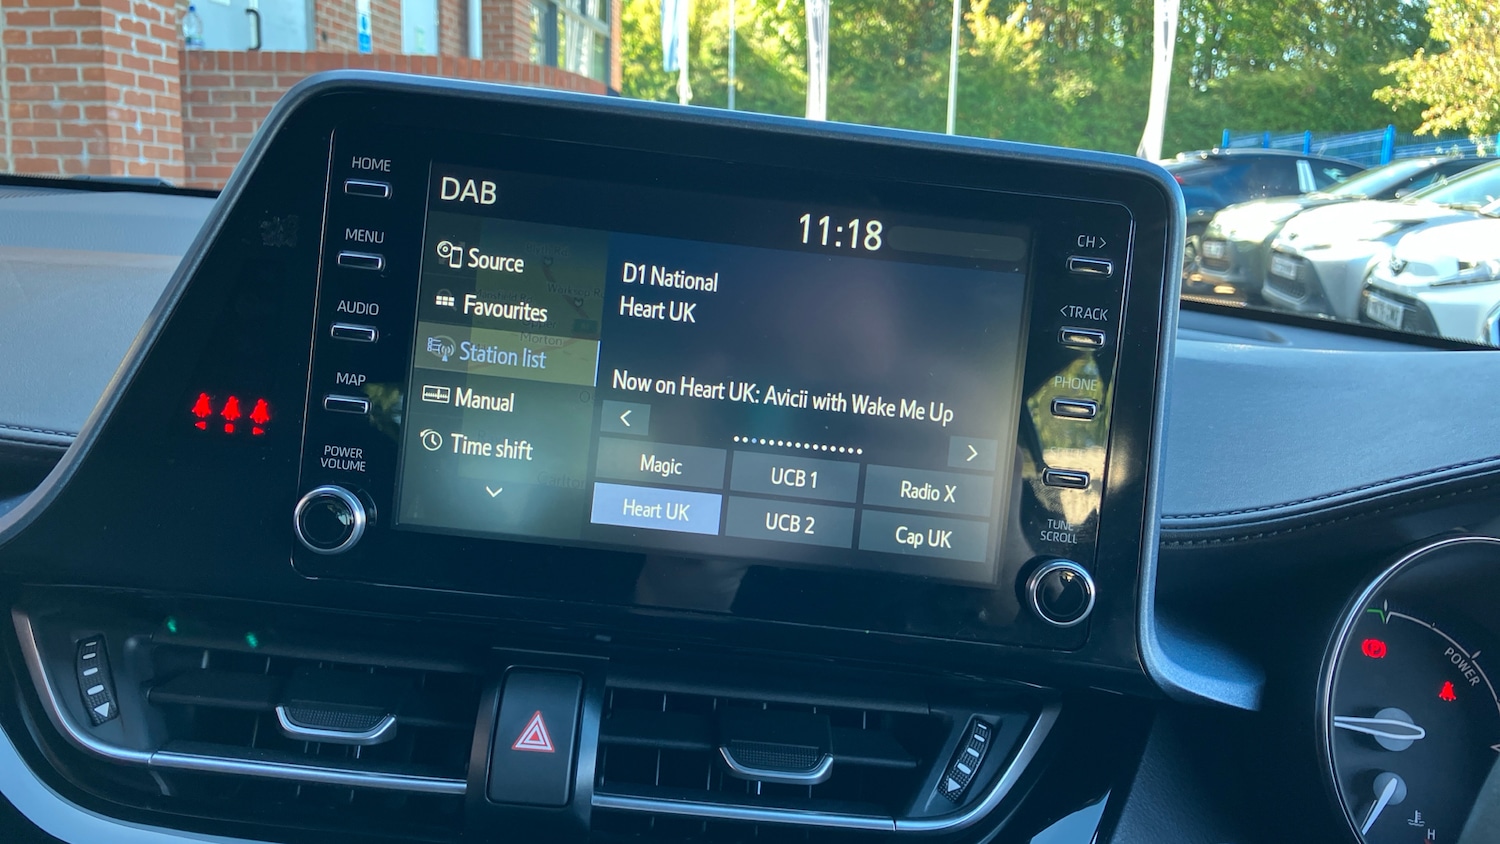 HOME
MENU
AUDIO
MAP
POWER
VOLUME
DAB
11:18
Source
Favourites
Station list
Manual
Time shift
D1 National
Heart UK
Now on Heart UK: Avicii with Wake Me Up
Magic
UCB 1
Radio X
Heart UK
UCB 2
Cap UK
CH >
< TRACK
PHONE
TUNE
SCROLL
POWER
H